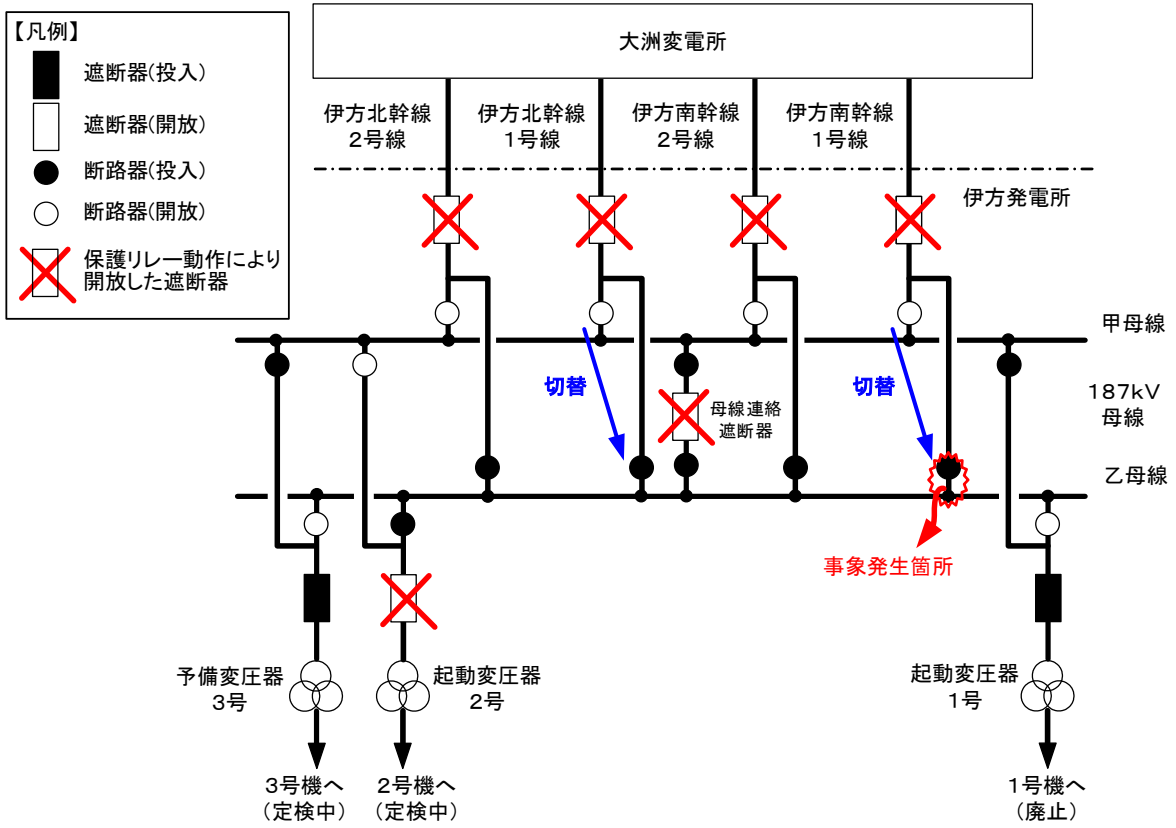 【凡例】
遮断器(投入)
遮断器(開放)
断路器(投入)
断路器(開放)
保護リレー動作により
開放した遮断器
大洲変電所
伊方北幹線
2号線
伊方北幹線
1号線
伊方南幹線
2号線
伊方南幹線
1号線
伊方発電所
甲母線
切替
切替
母線連絡
遮断器
187kV
母線
乙母線
事象発生箇所
予備変圧器
3号
起動変圧器
2号
起動変圧器
1号
3号機へ
(定検中)
2号機へ
(定検中)
1号機へ
(廃止)